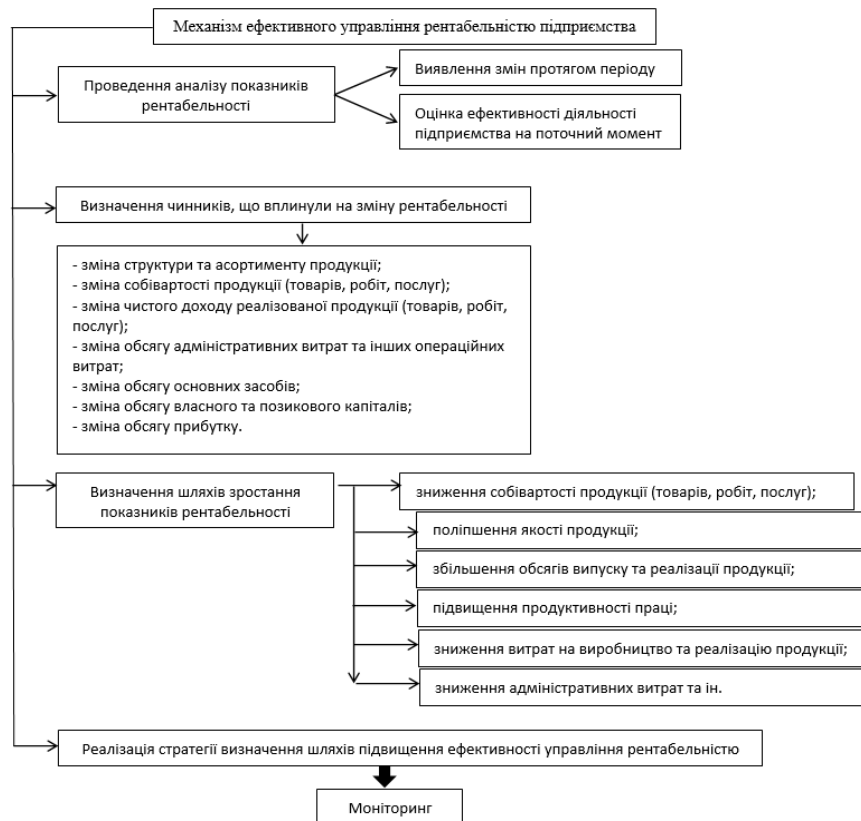 Механізм ефективного управління рентабельністю підприємства
Проведення аналізу показників
рентабельності
Виявлення змін протягом періоду
Оцінка ефективності діяльності
підприємства на поточний момент
Визначення чинників, що вплинули на зміну рентабельності
- зміна структури та асортименту продукції;
- зміна собівартості продукції (товарів, робіт, послуг);
- зміна чистого доходу реалізованої продукції (товарів, робіт,
послуг);
- зміна обсягу адміністративних витрат та інших операційних
витрат;
- зміна обсягу основних засобів;
- зміна обсягу власного та позикового капіталів;
- зміна обсягу прибутку.
Визначення шляхів зростання
показників рентабельності
зниження собівартості продукції (товарів, робіт, послуг);
поліпшення якості продукції;
збільшення обсягів випуску та реалізації продукції;
підвищення продуктивності праці;
зниження витрат на виробництво та реалізацію продукції;
зниження адміністративних витрат та ін.
Реалізація стратегії визначення шляхів підвищення ефективності управління рентабельністю
Моніторинг